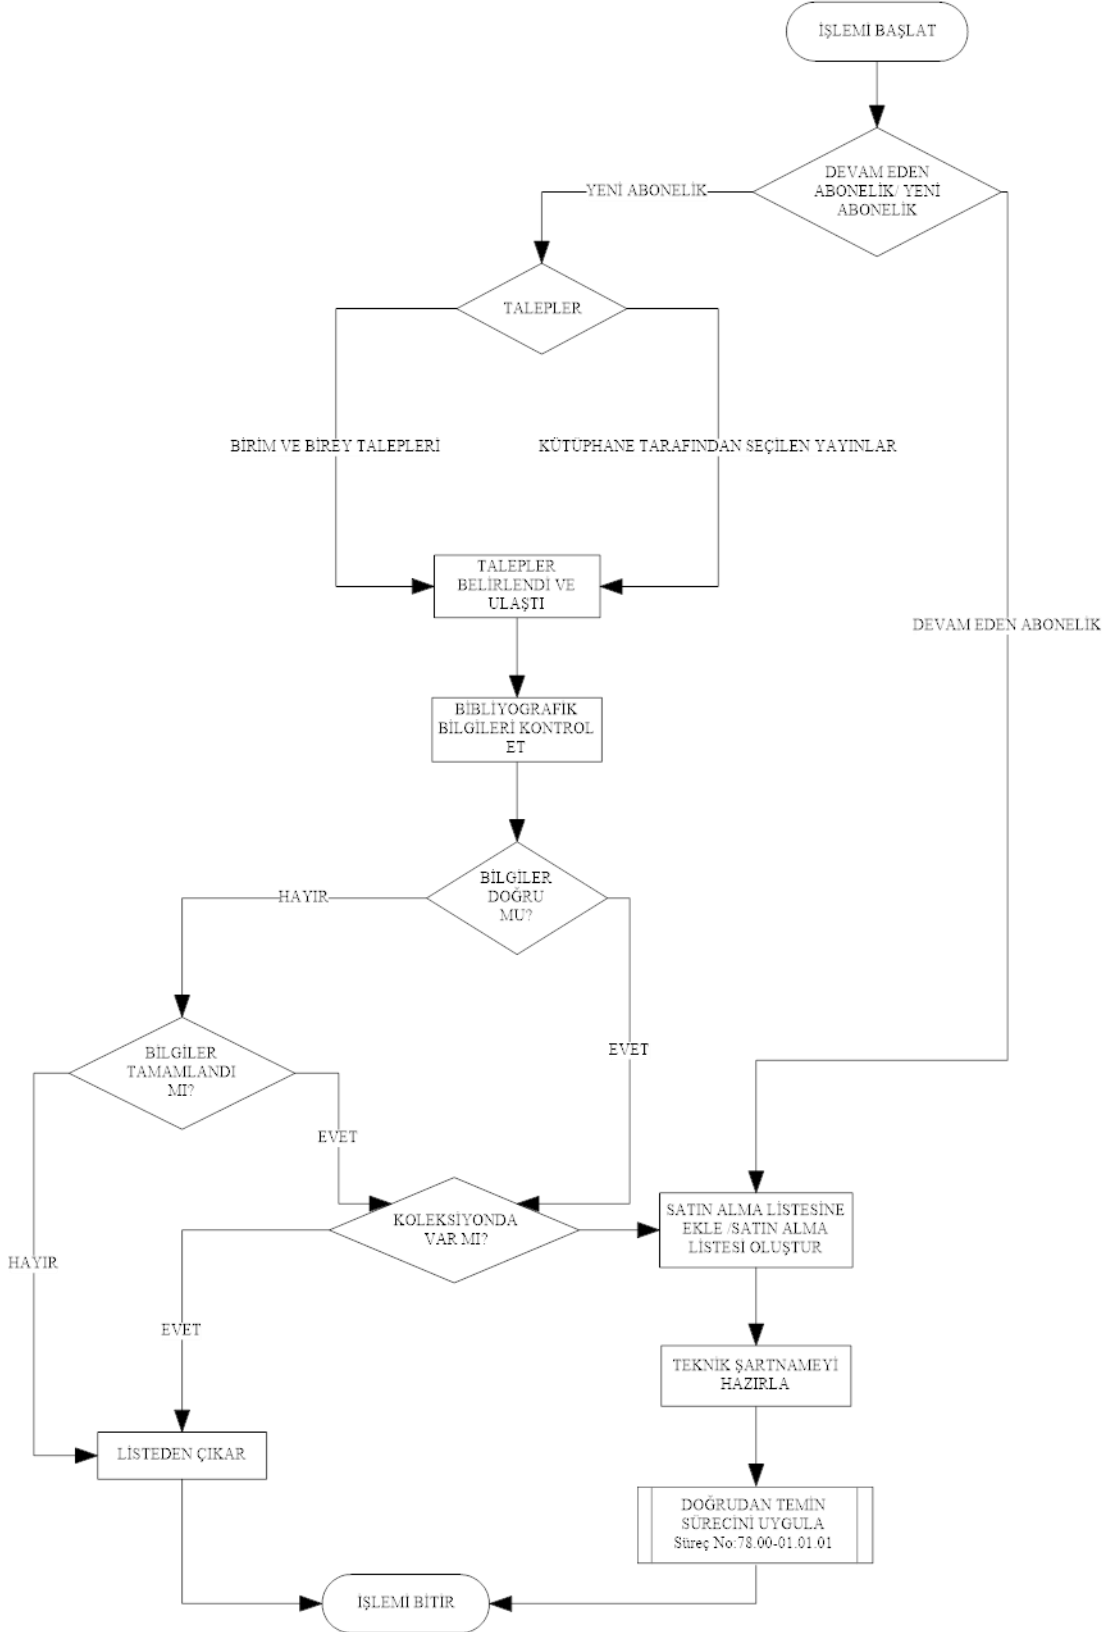 İŞLEMİ BAŞLAT
DEVAM EDEN
ABONELİK/ YENİ
ABONELİK
YENİ ABONELİK
TALEPLER
BİRİM VE BİREY TALEPLERİ
KÜTÜPHANE TARAFINDAN SEÇİLEN YAYINLAR
TALEPLER
BELİRLENDİ VE
ULAŞTI
DEVAM EDEN ABONELİK
BİBLİYOGRAFİK
BİLGİLERİ KONTROL
ET
BİLGİLER
DOĞRU
MU?
HAYIR
EVET
BİLGİLER
TAMAMLANDI
MI?
EVET
HAYIR
KOLEKSİYONDA
VAR MI?
SATIN ALMA LİSTESİNE
EKLE /SATIN ALMA
LİSTESİ OLUŞTUR
EVET
TEKNİK ŞARTNAMEYİ
HAZIRLA
LİSTEDEN ÇIKAR
DOĞRUDAN TEMİN
SÜRECİNİ UYGULA
Süreç No:78.00-01.01.01
İŞLEMİ BİTİR